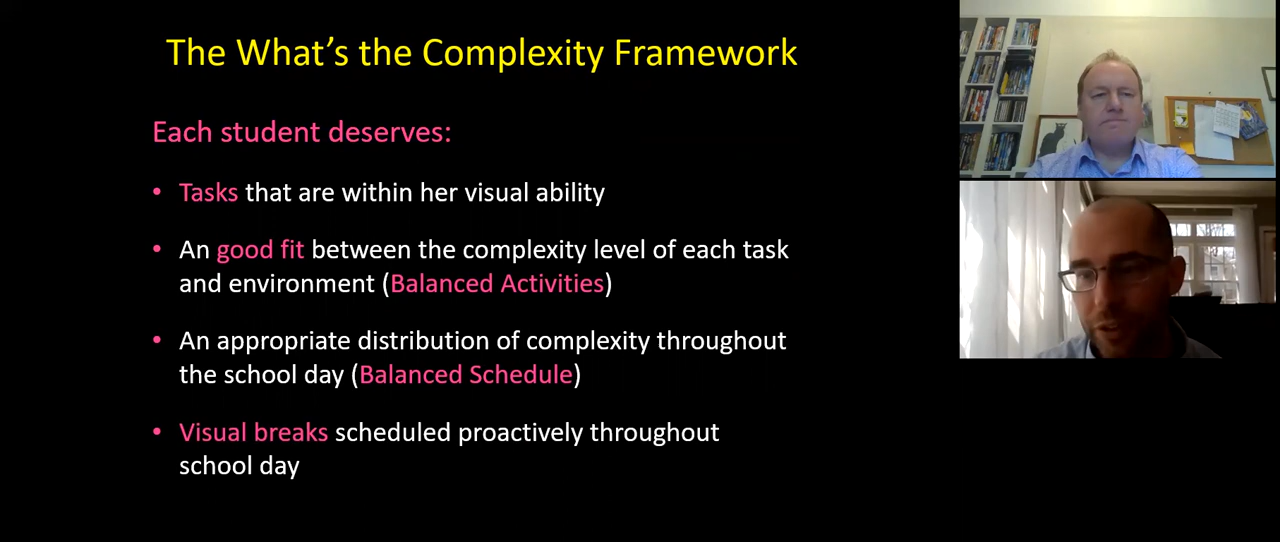 The What's the Complexity Framework
Each student deserves:
• Tasks that are within her visual ability
• An good fit between the complexity level of each task
and environment (Balanced Activities)
• An appropriate distribution of complexity throughout
the school day (Balanced Schedule)
• Visual breaks scheduled proactively throughout
school day